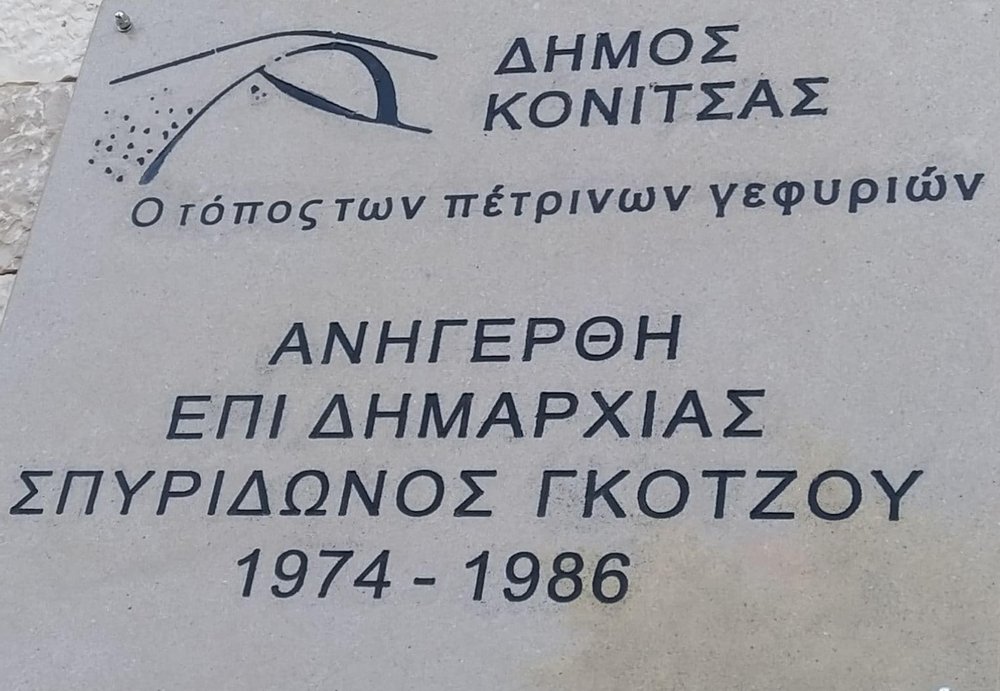 ΔΗΜΟΣ
ΚΟΝΙΤΣΑΣ
Ο τόπος των πέτρινων γεφυριών
ΑΝΗΓΕΡΘΗ
ΕΠΙ ΔΗΜΑΡΧΙΑΣ
ΣΠΥΡΙΔΩΝΟΣ ΓΚΟΤΖΟΥ
1974 - 1986